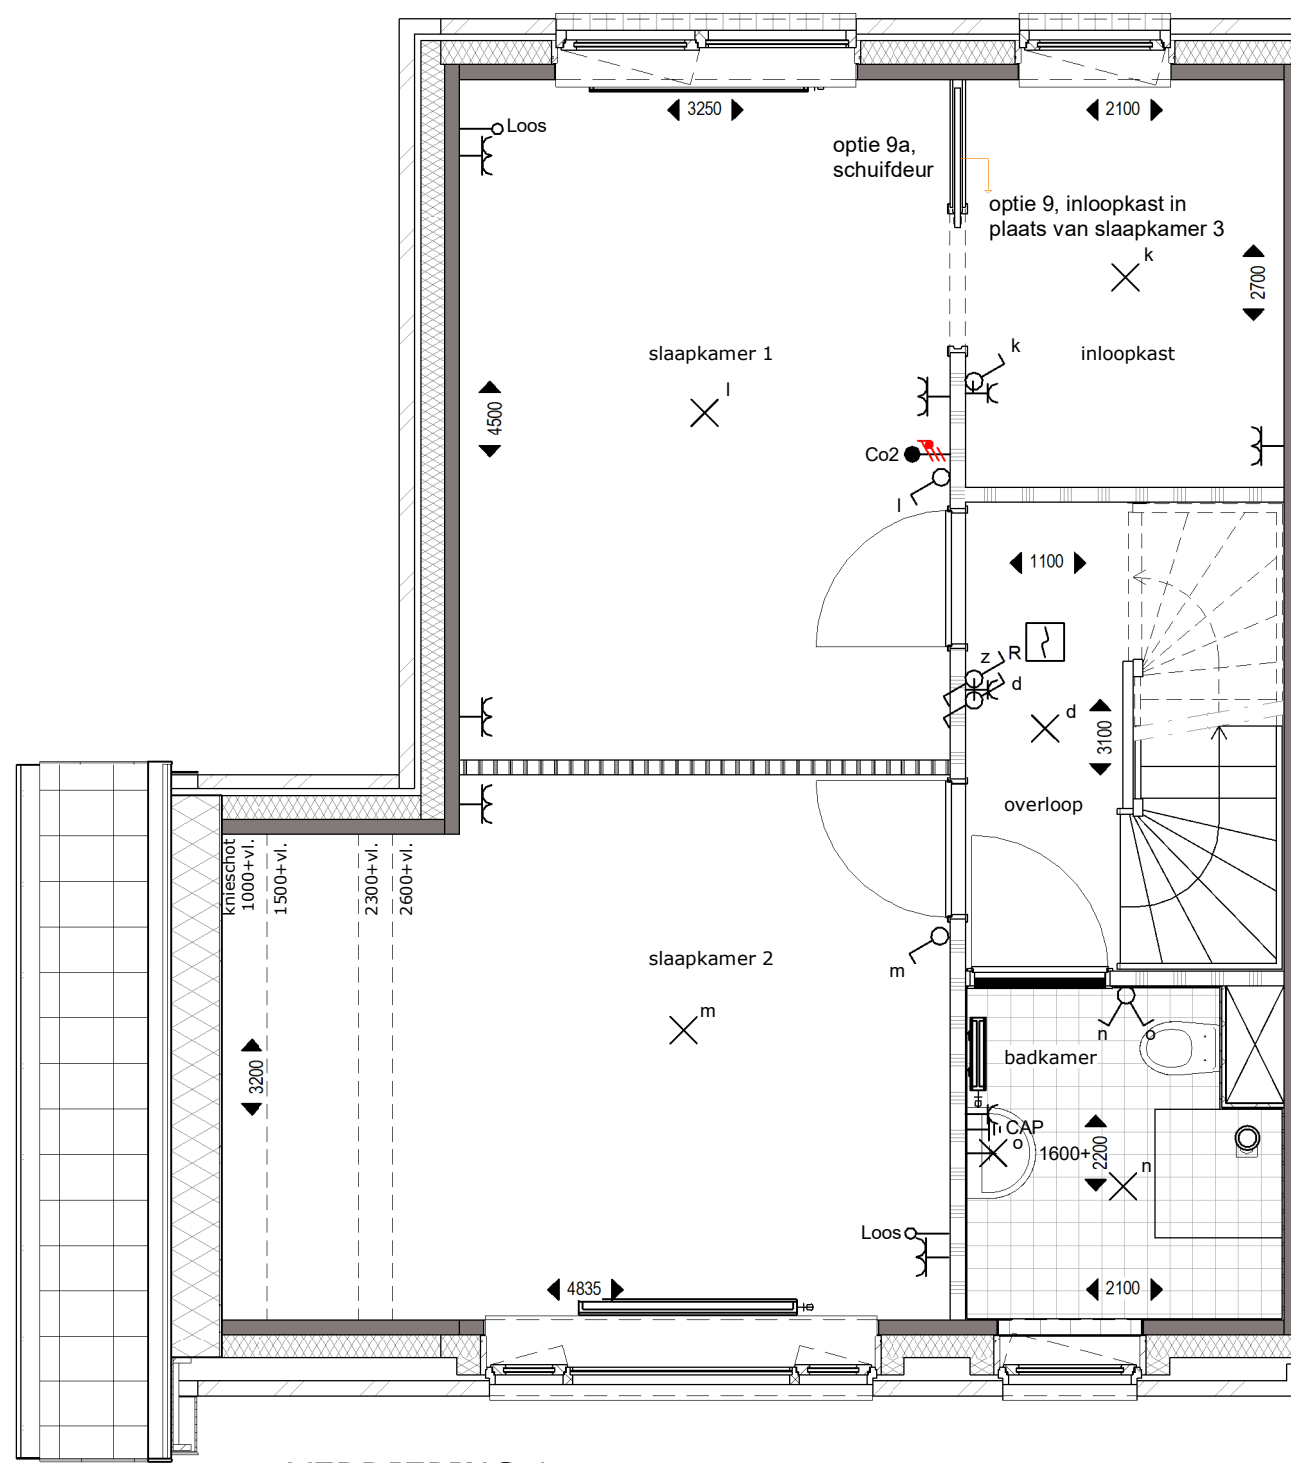 3250
2100
Loos
optie 9a,
schuifdeur
optie 9, inloopkast in
plaats van slaapkamer 3
k
2700
slaapkamer 1
k
inloopkast
l
4500
Co2
l
1100
z R
d
d
3100
overloop
knieschot
1000+vl.
1500+vl.
2300+vl.
2600+vl.
slaapkamer 2
m
m
n
o
badkamer
3200
CAP
o
1600+
2200
n
Loos
4835
2100